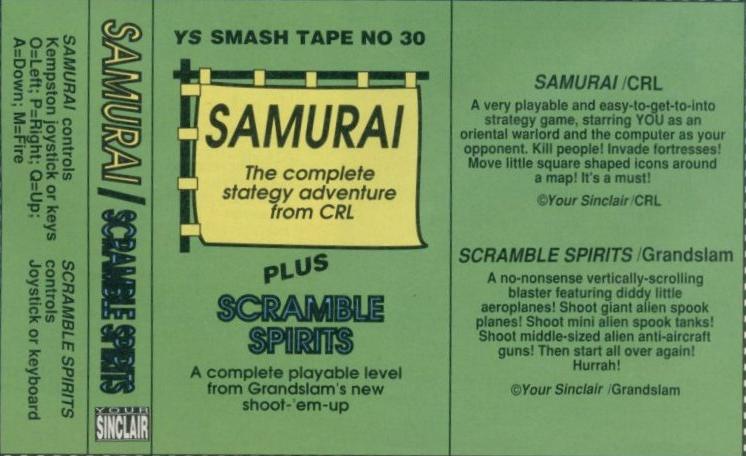 SAMURAI controls
Kempston joystick or keys
O=Left; P=Right; Q=Up;
A=Down; M=Fire
SCRAMBLE SPIRITS
controls
Joystick or keyboard
SAMURAI/SCRAMBLE SPIRITS
YOUR
SINCLAIR
YS SMASH TAPE NO 30
SAMURAI
The complete
stategy adventure
from CRL
PLUS
SCRAMBLE
SPIRITS
A complete playable level
from Grandslam's new
shoot-'em-up
SAMURAI /CRL
A very playable and easy-to-get-to-into
strategy game, starring YOU as an
oriental warlord and the computer as your
opponent. Kill people! Invade fortresses!
Move little square shaped icons around
a map! It's a must!
©Your Sinclair /CRL
SCRAMBLE SPIRITS /Grandslam
A no-nonsense vertically-scrolling
blaster featuring diddy little
aeroplanes! Shoot giant alien spook
planes! Shoot mini alien spook tanks!
Shoot middle-sized alien anti-aircraft
guns! Then start all over again!
Hurrah!
©Your Sinclair /Grandslam